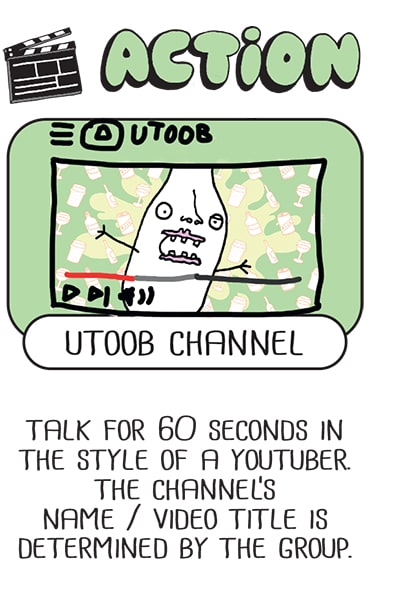 ACTION
UTOOB
UTOOB CHANNEL
TALK FOR 60 SECONDS IN
THE STYLE OF A YOUTUBER.
THE CHANNEL'S
NAME / VIDEO TITLE IS
DETERMINED BY THE GROUP.